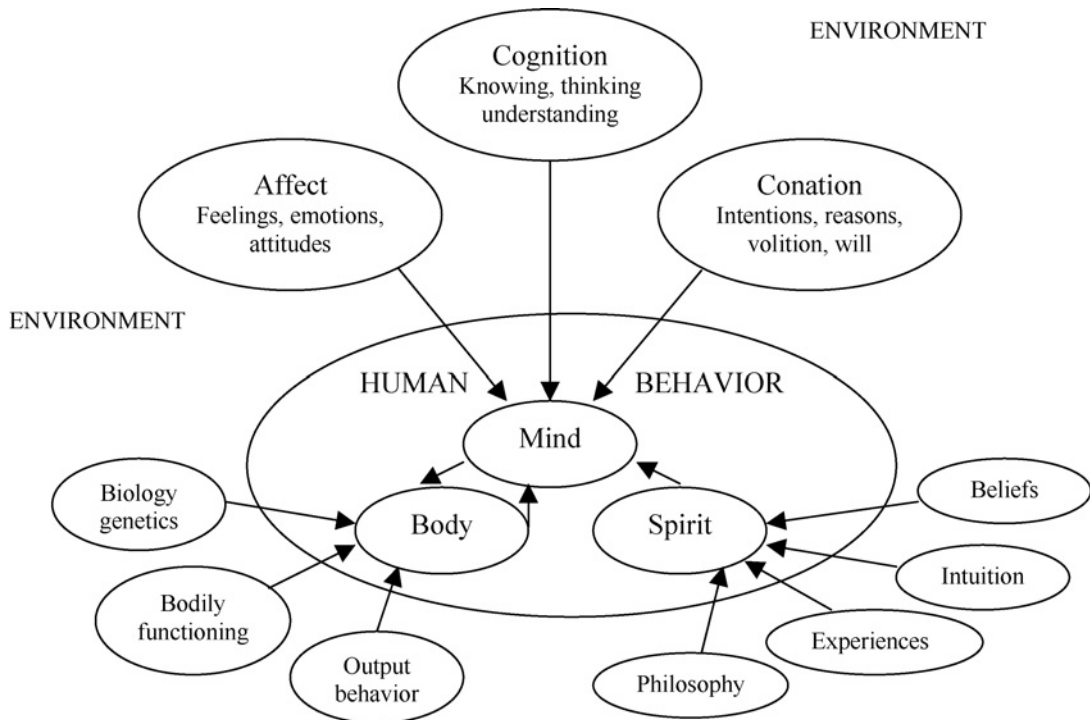 ENVIRONMENT
Cognition
Knowing, thinking
understanding
Affect
Feelings, emotions,
attitudes
Conation
Intentions, reasons,
volition, will
ENVIRONMENT
HUMAN
BEHAVIOR
Mind
Body
Spirit
Biology
genetics
Bodily
functioning
Output
behavior
Beliefs
Intuition
Experiences
Philosophy